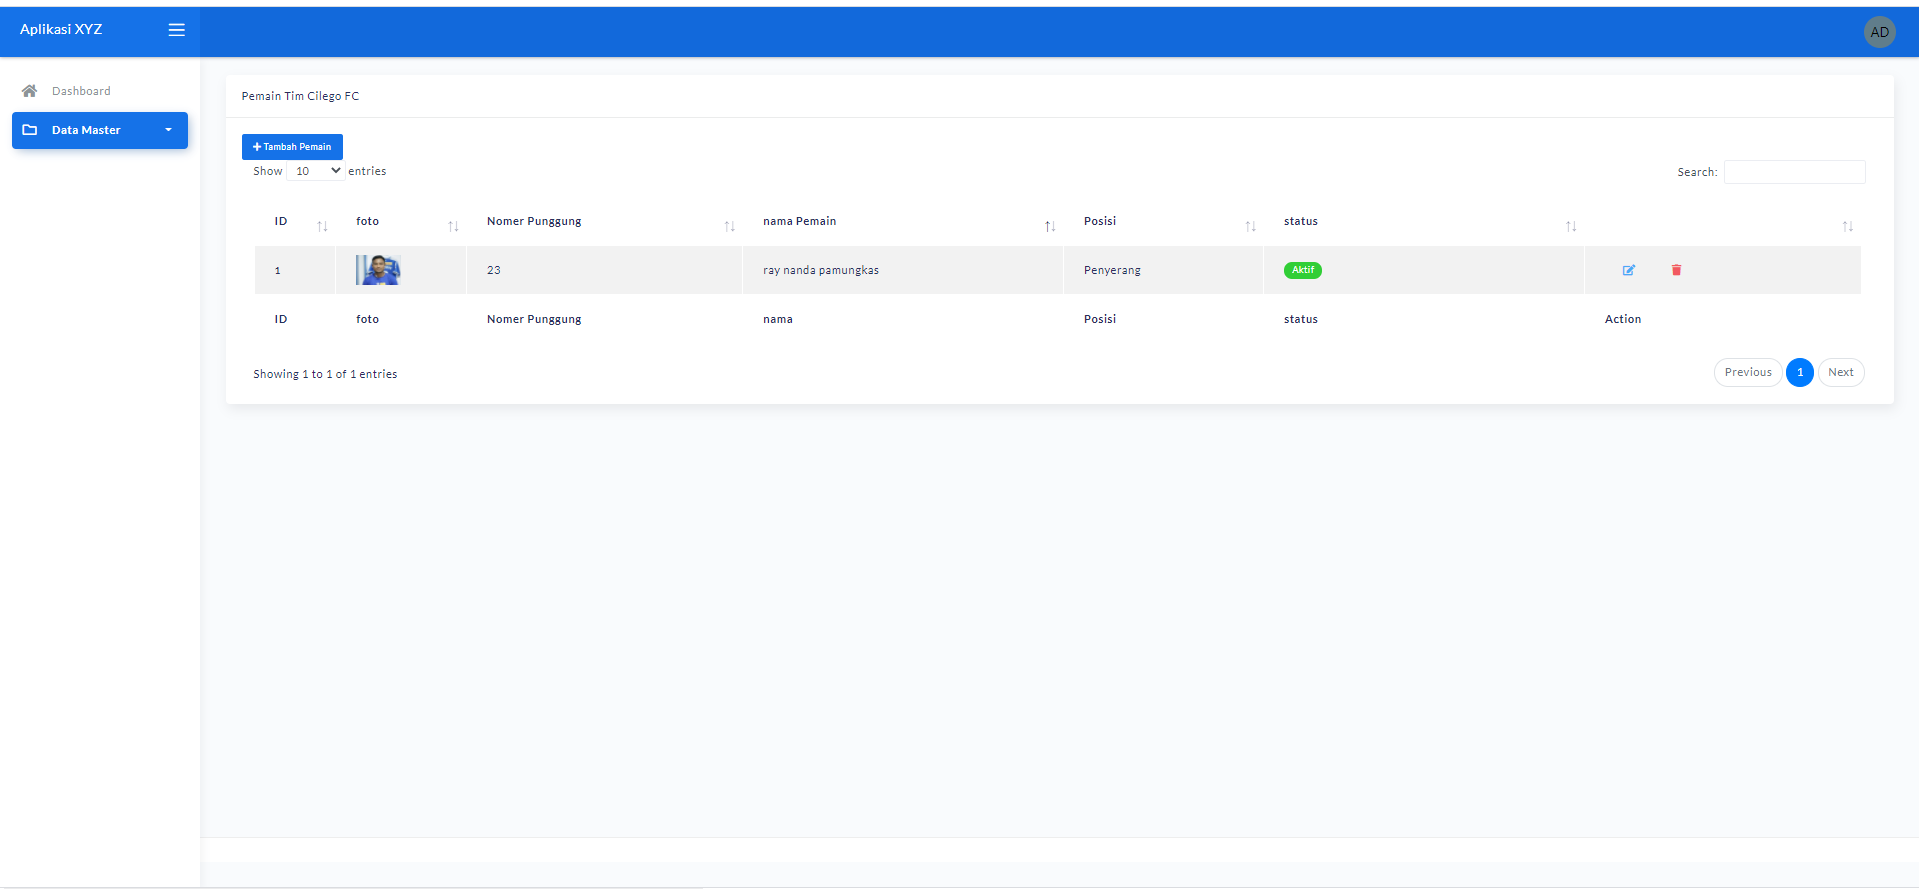 Aplikasi XYZ
AD
Dashboard
Data Master
Pemain Tim Cilego FC
Tambah Pemain
Show 10 entries
Search:
ID foto Nomer Punggung nama Pemain Posisi status
1 23 ray nanda pamungkas Penyerang Aktif
ID foto Nomer Punggung nama Posisi status Action
Showing 1 to 1 of 1 entries
Previous 1 Next